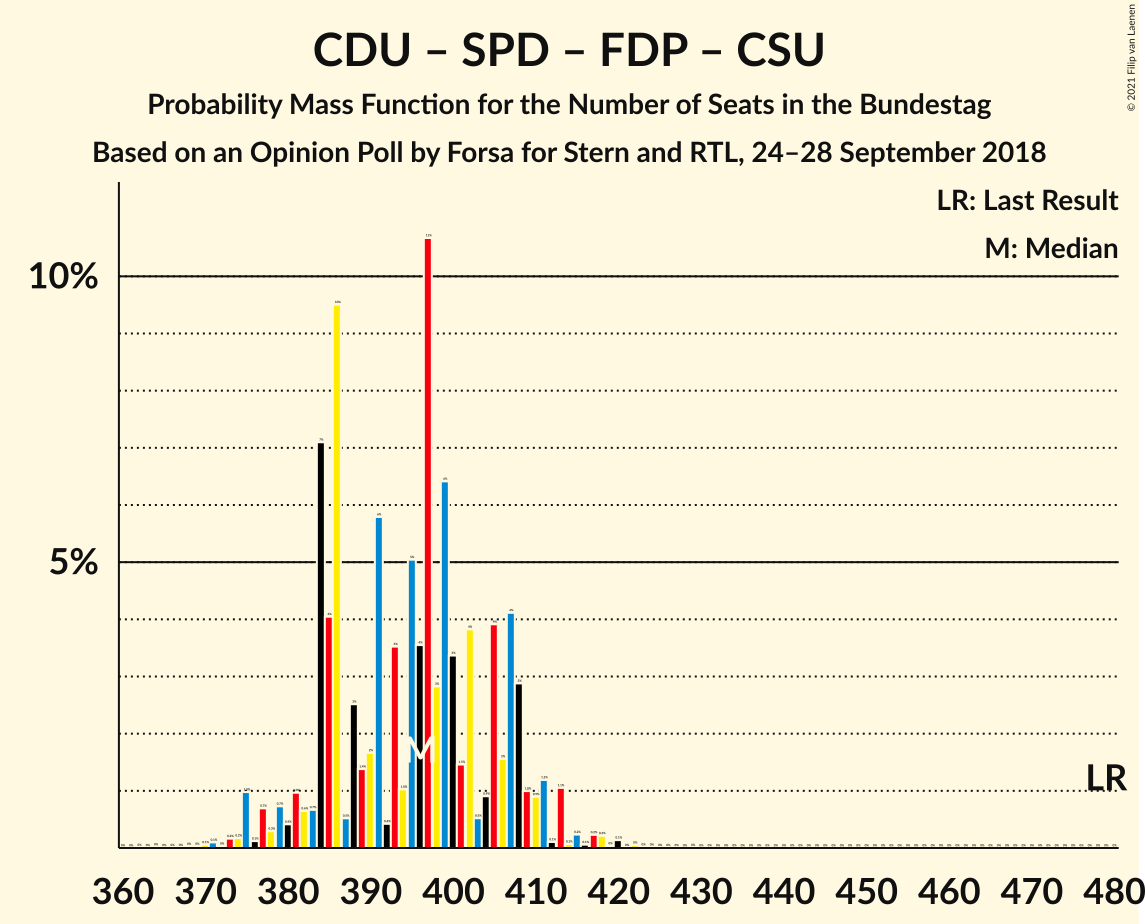 CDU – SPD – FDP – CSU
Probability Mass Function for the Number of Seats in the Bundestag
Based on an Opinion Poll by Forsa for Stern and RTL, 24–28 September 2018
© 2021 Filip van Laenen
LR: Last Result
M: Median
10%
5%
M
LR
360 370 380 390 400 410 420 430 440 450 460 470 480